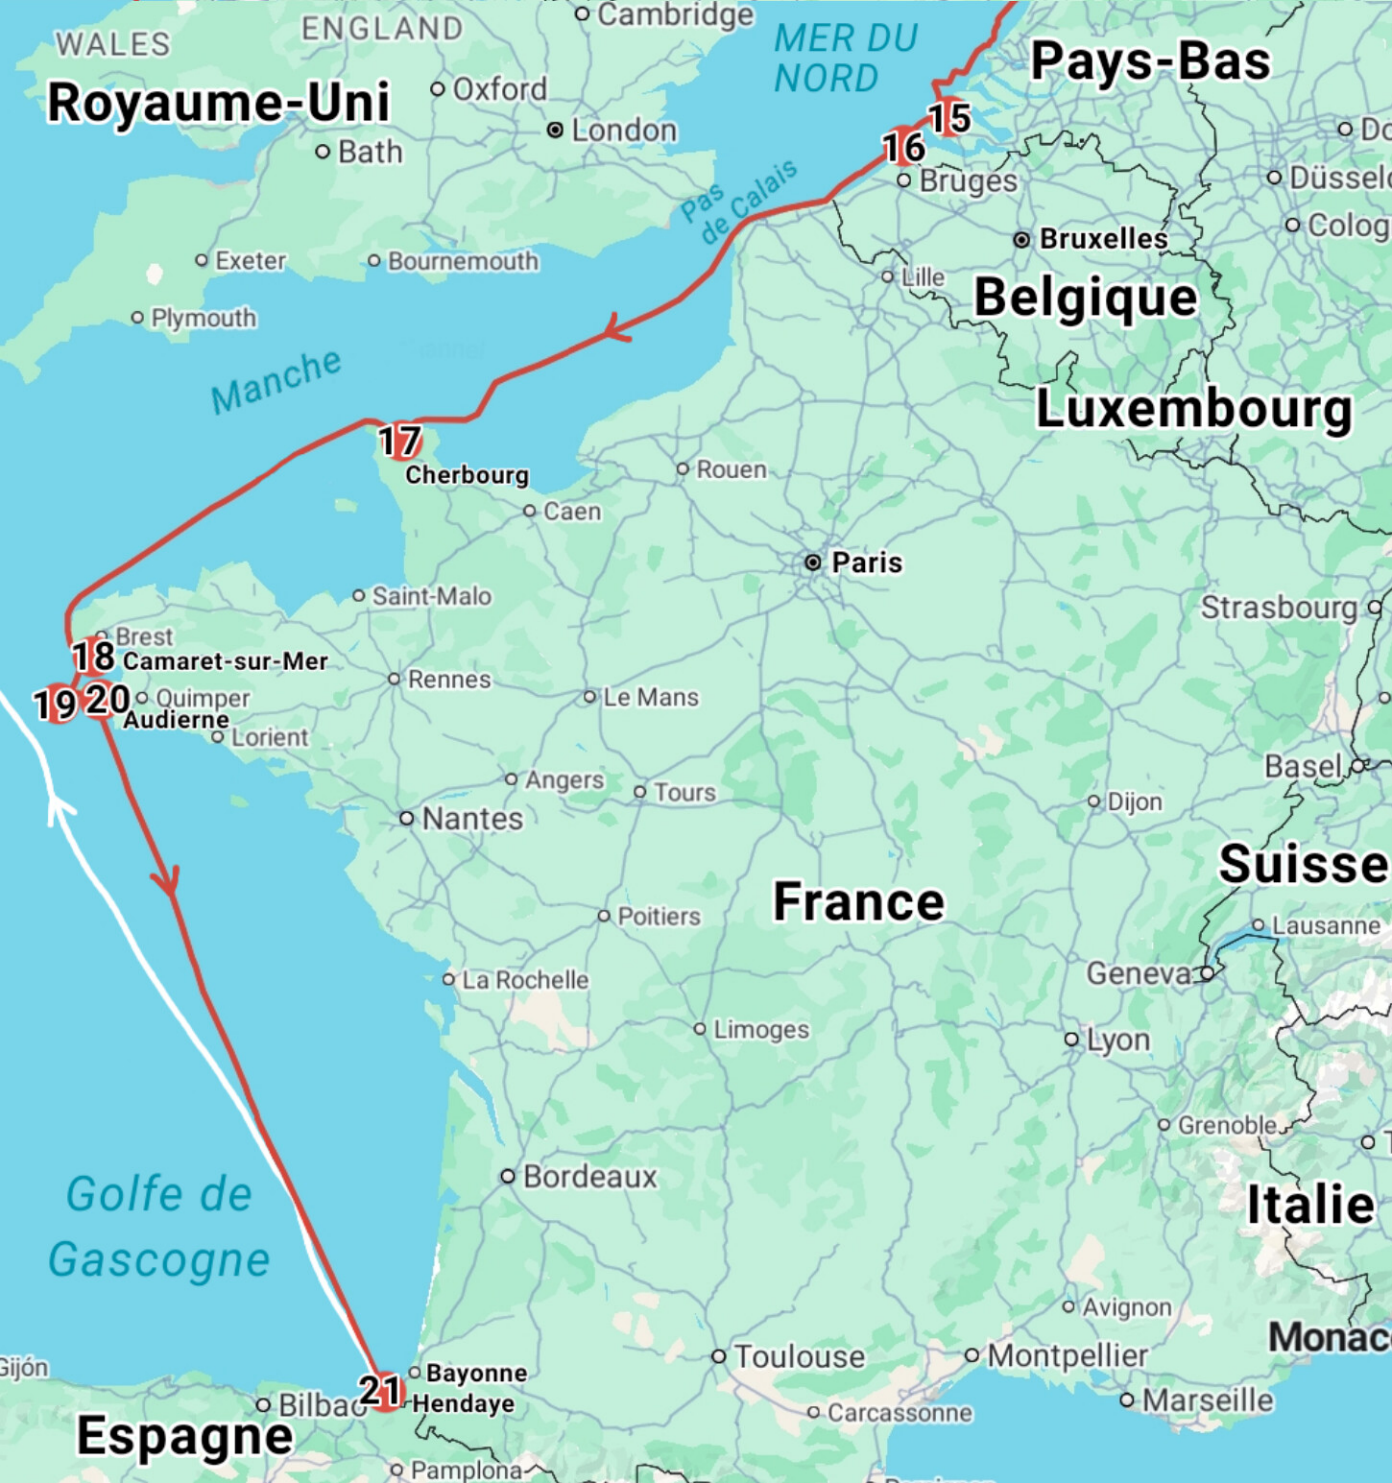 Cambridge
ENGLAND
WALES
MER DU
NORD
Pays-Bas
Royaume-Uni
Oxford
London
Bath
15
16
Bruges
Düsseld
Pas
de Calais
Colog
Bruxelles
Exeter
Bournemouth
Lille
Belgique
Plymouth
Manche
Luxembourg
17
Cherbourg
Rouen
Caen
Paris
Saint-Malo
Strasbourg
Brest
18
Camaret-sur-Mer
Rennes
Le Mans
19
20
Quimper
Audierne
Lorient
Basel
Angers
Tours
Dijon
Nantes
Suisse
France
Poitiers
Lausanne
Geneva
La Rochelle
Limoges
Lyon
Grenoble
Bordeaux
Golfe de
Gascogne
Italie
Avignon
Monac
Toulouse
Montpellier
Gijón
Bayonne
21
Hendaye
Bilbao
Marseille
Carcassonne
Espagne
Pamplona